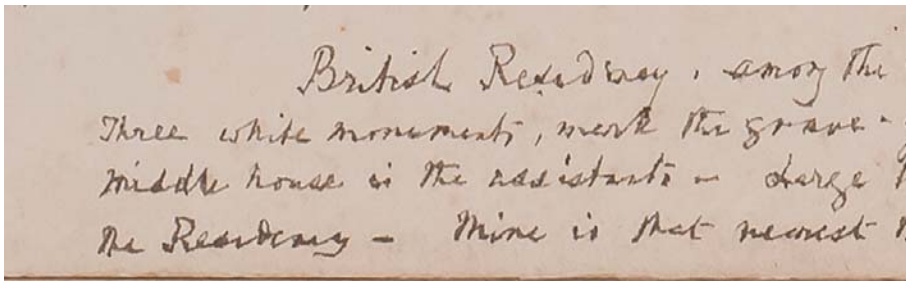 British Residency, among the
Three white monuments, mark the grave -
middle house is the assistants - Large
the Residency - Mine is that nearest